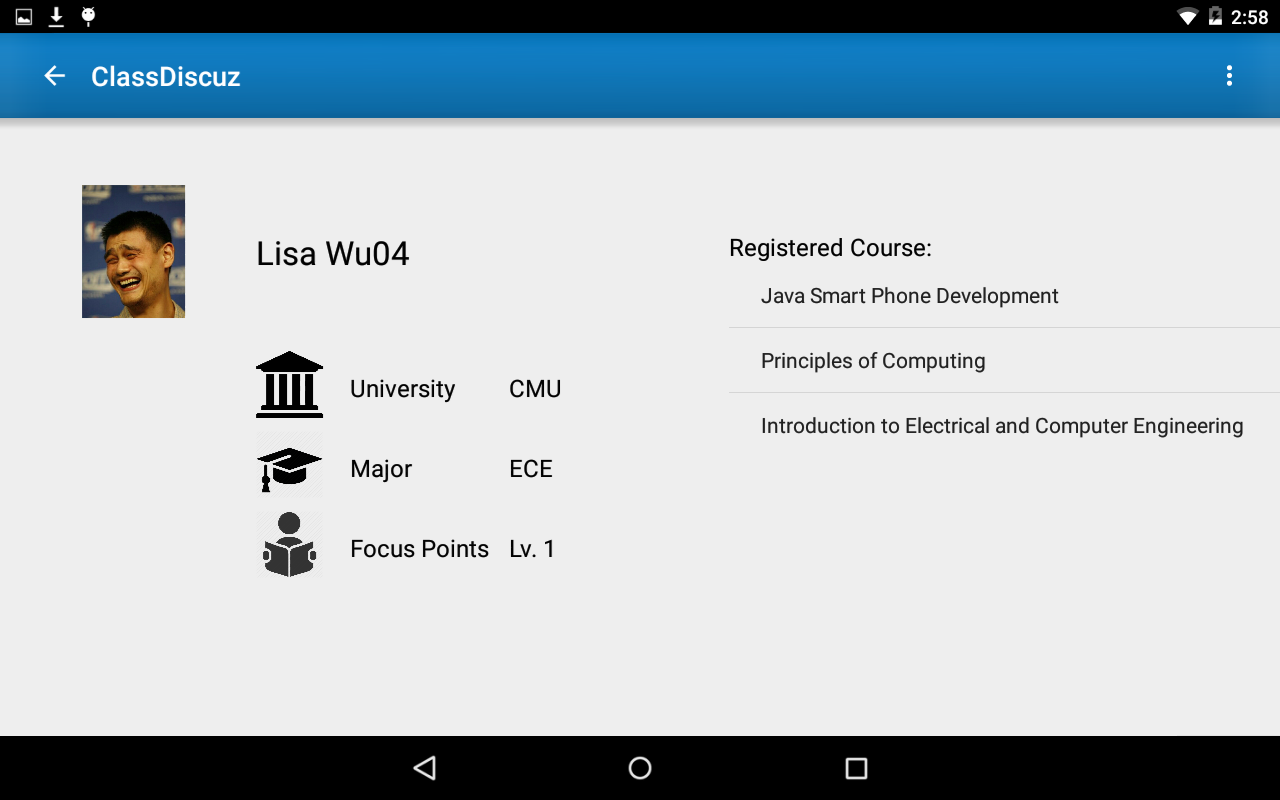 2:58
ClassDiscuz
Lisa Wu04
University CMU
Major ECE
Focus Points Lv. 1
Registered Course:
Java Smart Phone Development
Principles of Computing
Introduction to Electrical and Computer Engineering